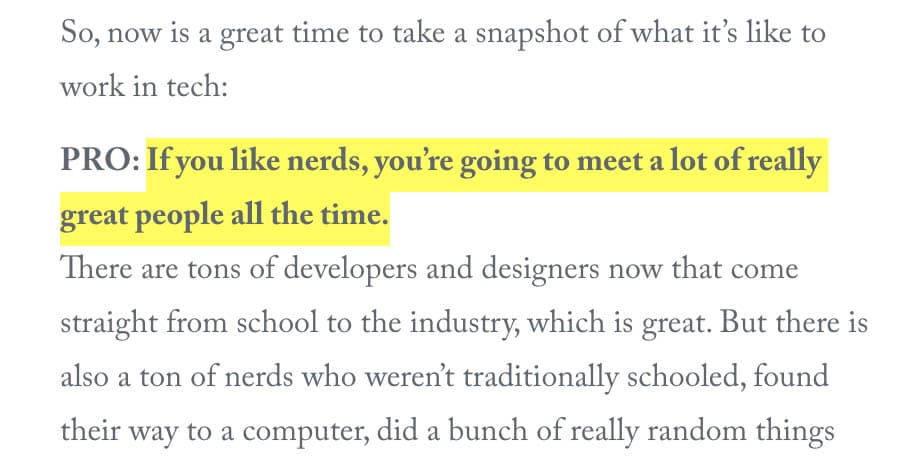 So, now is a great time to take a snapshot of what it’s like to
work in tech:
PRO: If you like nerds, you’re going to meet a lot of really
great people all the time.
There are tons of developers and designers now that come
straight from school to the industry, which is great. But there is
also a ton of nerds who weren’t traditionally schooled, found
their way to a computer, did a bunch of really random things